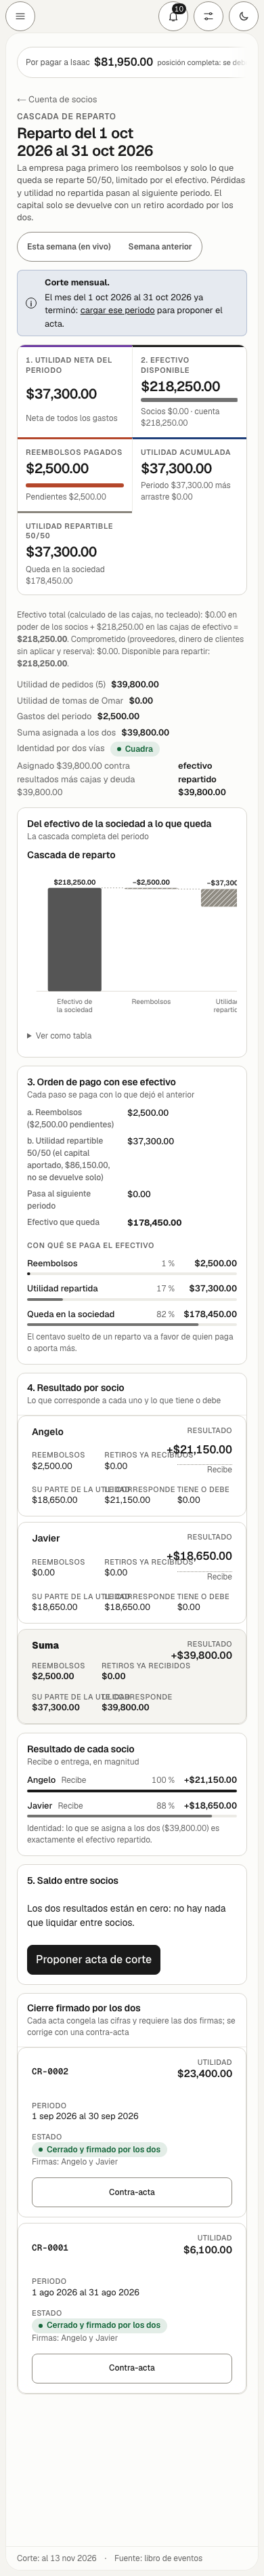 10
Por pagar a Isaac $81,950.00 posición completa: se deb
← Cuenta de socios
CASCADA DE REPARTO
Reparto del 1 oct
2026 al 31 oct 2026
La empresa paga primero los reembolsos y solo lo que
queda se reparte 50/50, limitado por el efectivo. Pérdidas
y utilidad no repartida pasan al siguiente periodo. El
capital solo se devuelve con un retiro acordado por los
dos.
Esta semana (en vivo) Semana anterior
Corte mensual.
El mes del 1 oct 2026 al 31 oct 2026 ya
terminó: cargar ese periodo para proponer el
acta.
1. UTILIDAD NETA DEL
PERIODO
$37,300.00
Neta de todos los gastos
2. EFECTIVO
DISPONIBLE
$218,250.00
Socios $0.00 · cuenta
$218,250.00
REEMBOLSOS PAGADOS
$2,500.00
Pendientes $2,500.00
UTILIDAD ACUMULADA
$37,300.00
Periodo $37,300.00 más
arrastre $0.00
UTILIDAD REPARTIBLE
50/50
$37,300.00
Queda en la sociedad
$178,450.00
Efectivo total (calculado de las cajas, no tecleado): $0.00 en
poder de los socios + $218,250.00 en las cajas de efectivo =
$218,250.00. Comprometido (proveedores, dinero de clientes
sin aplicar y reserva): $0.00. Disponible para repartir:
$218,250.00.
Utilidad de pedidos (5) $39,800.00
Utilidad de tomas de Omar $0.00
Gastos del periodo $2,500.00
Suma asignada a los dos $39,800.00
Identidad por dos vías Cuadra
Asignado $39,800.00 contra
resultados más cajas y deuda
$39,800.00
efectivo
repartido
$39,800.00
Del efectivo de la sociedad a lo que queda
La cascada completa del periodo
Cascada de reparto
$218,250.00 −$2,500.00 −$37,300
Efectivo de
la sociedad
Reembolsos
Utilidad
repartid
▶ Ver como tabla
3. Orden de pago con ese efectivo
Cada paso se paga con lo que dejó el anterior
a. Reembolsos
($2,500.00 pendientes)
$2,500.00
b. Utilidad repartible
50/50 (el capital
aportado, $86,150.00,
no se devuelve solo)
$37,300.00
Pasa al siguiente
periodo
$0.00
Efectivo que queda $178,450.00
CON QUÉ SE PAGA EL EFECTIVO
Reembolsos 1 % $2,500.00
Utilidad repartida 17 % $37,300.00
Queda en la sociedad 82 % $178,450.00
El centavo suelto de un reparto va a favor de quien paga
o aporta más.
4. Resultado por socio
Lo que corresponde a cada uno y lo que tiene o debe
Angelo
RESULTADO
+$21,150.00
Recibe
REEMBOLSOS
$2,500.00
RETIROS YA RECIBIDOS
$0.00
SU PARTE DE LA UTILIDAD
$18,650.00
LE CORRESPONDE
$21,150.00
TIENE O DEBE
$0.00
Javier
RESULTADO
+$18,650.00
Recibe
REEMBOLSOS
$0.00
RETIROS YA RECIBIDOS
$0.00
SU PARTE DE LA UTILIDAD
$18,650.00
LE CORRESPONDE
$18,650.00
TIENE O DEBE
$0.00
Suma
RESULTADO
+$39,800.00
REEMBOLSOS
$2,500.00
RETIROS YA RECIBIDOS
$0.00
SU PARTE DE LA UTILIDAD
$37,300.00
LE CORRESPONDE
$39,800.00
Resultado de cada socio
Recibe o entrega, en magnitud
Angelo Recibe 100 % +$21,150.00
Javier Recibe 88 % +$18,650.00
Identidad: lo que se asigna a los dos ($39,800.00) es
exactamente el efectivo repartido.
5. Saldo entre socios
Los dos resultados están en cero: no hay nada
que liquidar entre socios.
Proponer acta de corte
Cierre firmado por los dos
Cada acta congela las cifras y requiere las dos firmas; se
corrige con una contra-acta
CR-0002
UTILIDAD
$23,400.00
PERIODO
1 sep 2026 al 30 sep 2026
ESTADO
Cerrado y firmado por los dos
Firmas: Angelo y Javier
Contra-acta
CR-0001
UTILIDAD
$6,100.00
PERIODO
1 ago 2026 al 31 ago 2026
ESTADO
Cerrado y firmado por los dos
Firmas: Angelo y Javier
Contra-acta
Corte: al 13 nov 2026 · Fuente: libro de eventos